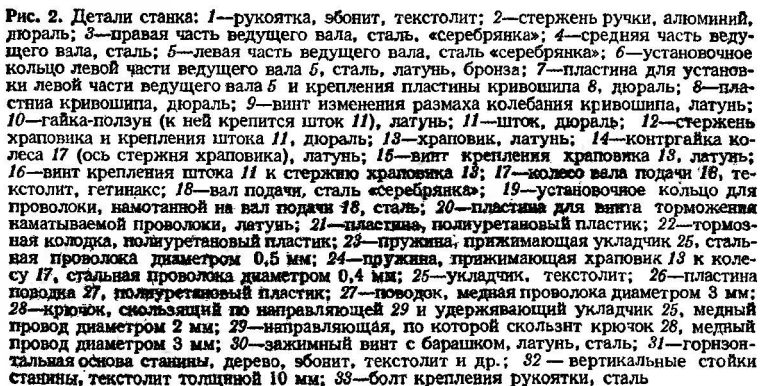 Рис. 2. Детали станка: 1—рукоятка, эбонит, текстолит; 2—стержень ручки, алюминий,
дюраль; 3—правая часть ведущего вала, сталь, «серебрянка»; 4—средняя часть веду-
щего вала, сталь; 5—левая часть ведущего вала, сталь «серебрянка»; 6—установочное
кольцо левой части ведущего вала 5, сталь, латунь, бронза; 7—пластина для установ-
ки левой части ведущего вала 5 и крепления пластины кривошипа 8, дюраль; 8—пла-
стниа кривошипа, дюраль; 9—винт изменения размаха колебания кривошипа, латунь;
10—гайка-ползун (к ней крепится шток 11), латунь; 11—шток, дюраль; 12—стержень
храповика и крепления штока 11, дюраль; 13—храповик, латунь; 14—контргайка ко-
леса 17 (ось стержня храповика), латунь; 15—винт крепления храповика 13, латунь;
16—винт крепления штока 11 к стержню храповика 13; 17—колесо вала подачи 16, те-
кстолит, гетинакс; 18—вал подачи, сталь «серебрянка»; 19—установочное кольцо для
проволоки, намотанной на вал подачи 18, сталь; 20—пластина для винта торможения
наматываемой проволоки, латунь; 21—пластина, полиуретановый пластик; 22—тормоз-
ная колодка, полиуретановый пластик; 23—пружина, прижимающая укладчик 25, сталь-
ная проволока диаметром 0,5 мм; 24—пружина, прижимающая храповик 13 к коле-
су 17, стальная проволока диаметром 0,4 мм; 25—укладчик, текстолит; 26—пластина
поводка 27, полиуретановый пластик; 27—поводок, медная проволока диаметром 3 мм;
28—крючок, скользящий по направляющей 29 и удерживающий укладчик 25, медный
провод диаметром 2 мм; 29—направляющая, по которой скользит крючок 28, медный
провод диаметром 3 мм; 30—зажимный винт с барашком, латунь, сталь; 31—горизон-
тальная основа станины, дерево, эбонит, текстолит и др.; 32 — вертикальные стойки
станины, текстолит толщиной 10 мм; 33—болт крепления рукоятки, сталь